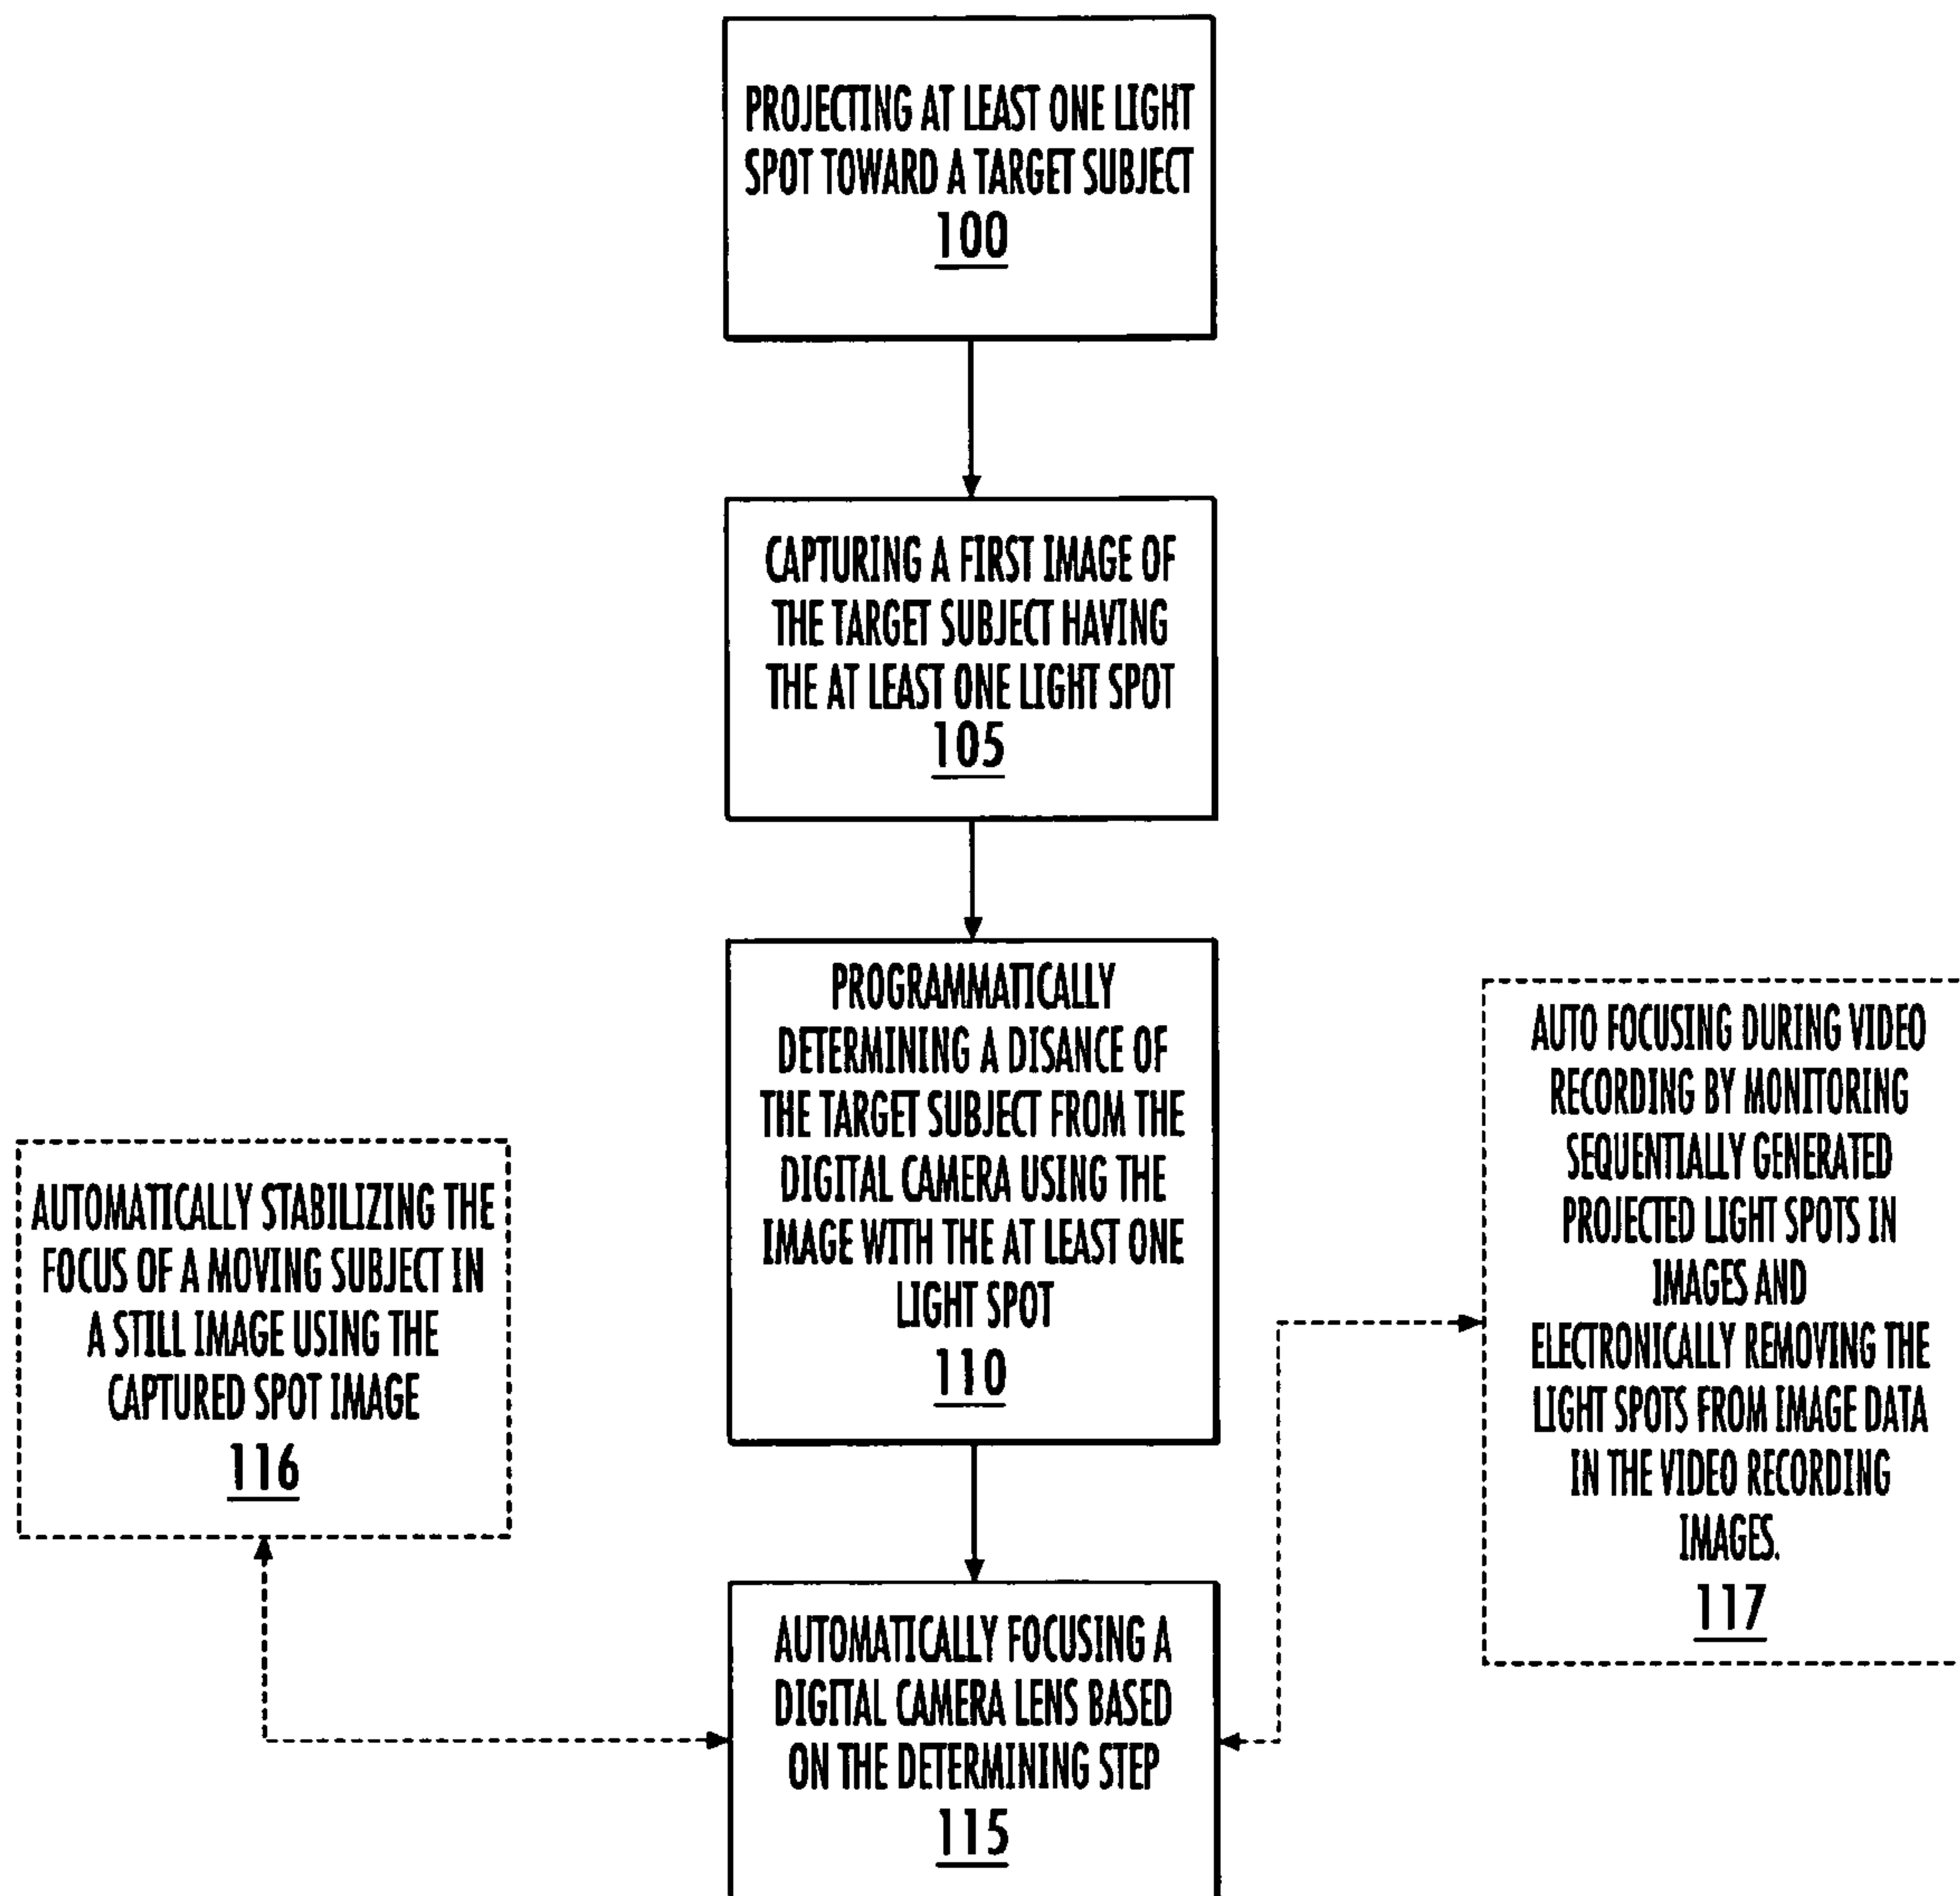 PROJECTING AT LEAST ONE LIGHT
SPOT TOWARD A TARGET SUBJECT
100
CAPTURING A FIRST IMAGE OF
THE TARGET SUBJECT HAVING
THE AT LEAST ONE LIGHT SPOT
105
PROGRAMMATICALLY
DETERMINING A DISANCE OF
THE TARGET SUBJECT FROM THE
DIGITAL CAMERA USING THE
IMAGE WITH THE AT LEAST ONE
LIGHT SPOT
110
AUTOMATICALLY STABILIZING THE
FOCUS OF A MOVING SUBJECT IN
A STILL IMAGE USING THE
CAPTURED SPOT IMAGE
116
AUTO FOCUSING DURING VIDEO
RECORDING BY MONITORING
SEQUENTIALLY GENERATED
PROJECTED LIGHT SPOTS IN
IMAGES AND
ELECTRONICALLY REMOVING THE
LIGHT SPOTS FROM IMAGE DATA
IN THE VIDEO RECORDING
IMAGES.
117
AUTOMATICALLY FOCUSING A
DIGITAL CAMERA LENS BASED
ON THE DETERMINING STEP
115